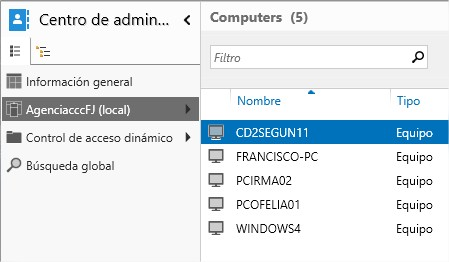 Centro de admin...
Información general
AgenciacccFJ (local)
Control de acceso dinámico
Búsqueda global
Computers (5)
Filtro
Nombre Tipo
CD2SEGUN11 Equipo
FRANCISCO-PC Equipo
PCIRMA02 Equipo
PCOFELIA01 Equipo
WINDOWS4 Equipo